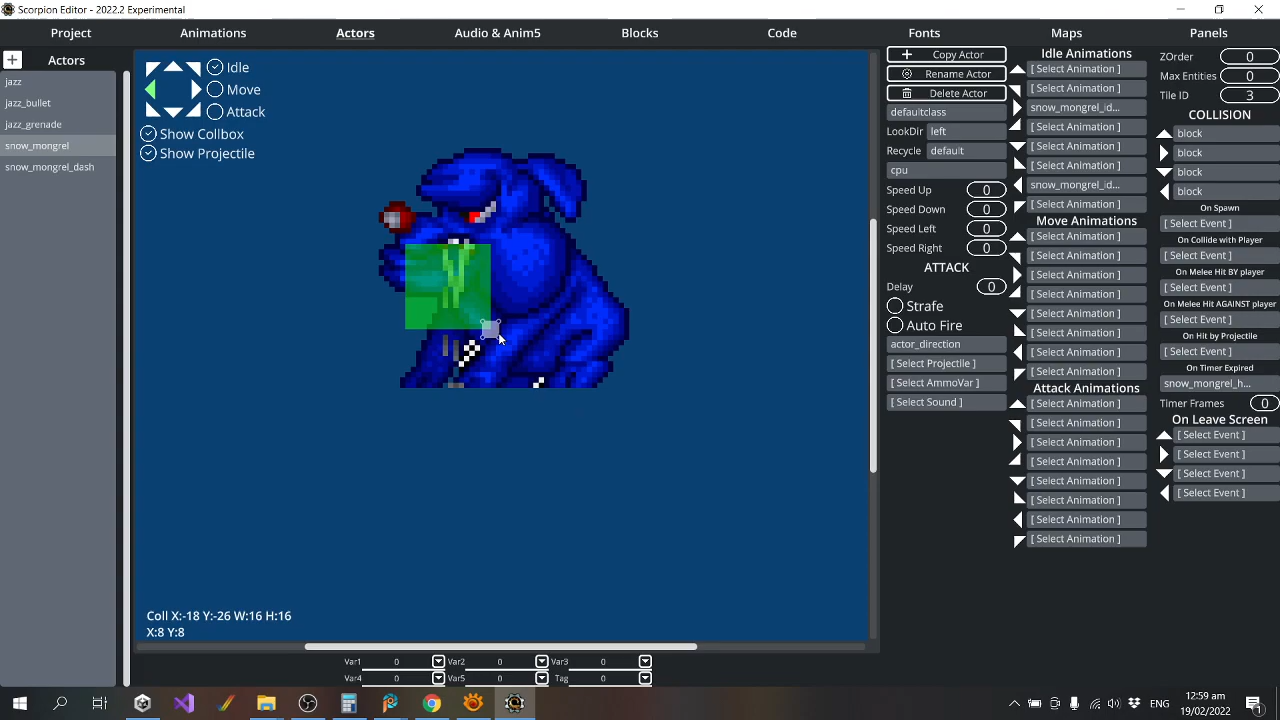 Scorpion Editor - 2022.2 Experimental
Project
Animations
Actors
Audio & Anim5
Blocks
Code
Fonts
Maps
Panels
Actors
jazz
jazz_bullet
jazz_grenade
snow_mongrel
snow_mongrel_dash
Idle
Move
Attack
Show Collbox
Show Projectile
Coll X:-18 Y:-26 W:16 H:16
X:8 Y:8
Var1 0
Var2 0
Var3 0
Var4 0
Var5 0
Tag 0
Copy Actor
Rename Actor
Delete Actor
defaultclass
LookDir left
Recycle default
cpu
Speed Up 0
Speed Down 0
Speed Left 0
Speed Right 0
ATTACK
Delay 0
Strafe
Auto Fire
actor_direction
[ Select Projectile ]
[ Select AmmoVar ]
[ Select Sound ]
Idle Animations
[ Select Animation ]
[ Select Animation ]
snow_mongrel_id...
[ Select Animation ]
[ Select Animation ]
[ Select Animation ]
snow_mongrel_id...
[ Select Animation ]
Move Animations
[ Select Animation ]
[ Select Animation ]
[ Select Animation ]
[ Select Animation ]
[ Select Animation ]
[ Select Animation ]
[ Select Animation ]
[ Select Animation ]
Attack Animations
[ Select Animation ]
[ Select Animation ]
[ Select Animation ]
[ Select Animation ]
[ Select Animation ]
[ Select Animation ]
[ Select Animation ]
[ Select Animation ]
ZOrder 0
Max Entities 0
Tile ID 3
COLLISION
block
block
block
block
On Spawn
[ Select Event ]
On Collide with Player
[ Select Event ]
On Melee Hit BY player
[ Select Event ]
On Melee Hit AGAINST player
[ Select Event ]
On Hit by Projectile
[ Select Event ]
On Timer Expired
snow_mongrel_h...
Timer Frames 0
On Leave Screen
[ Select Event ]
[ Select Event ]
[ Select Event ]
[ Select Event ]
ENG
12:59 am
19/02/2022